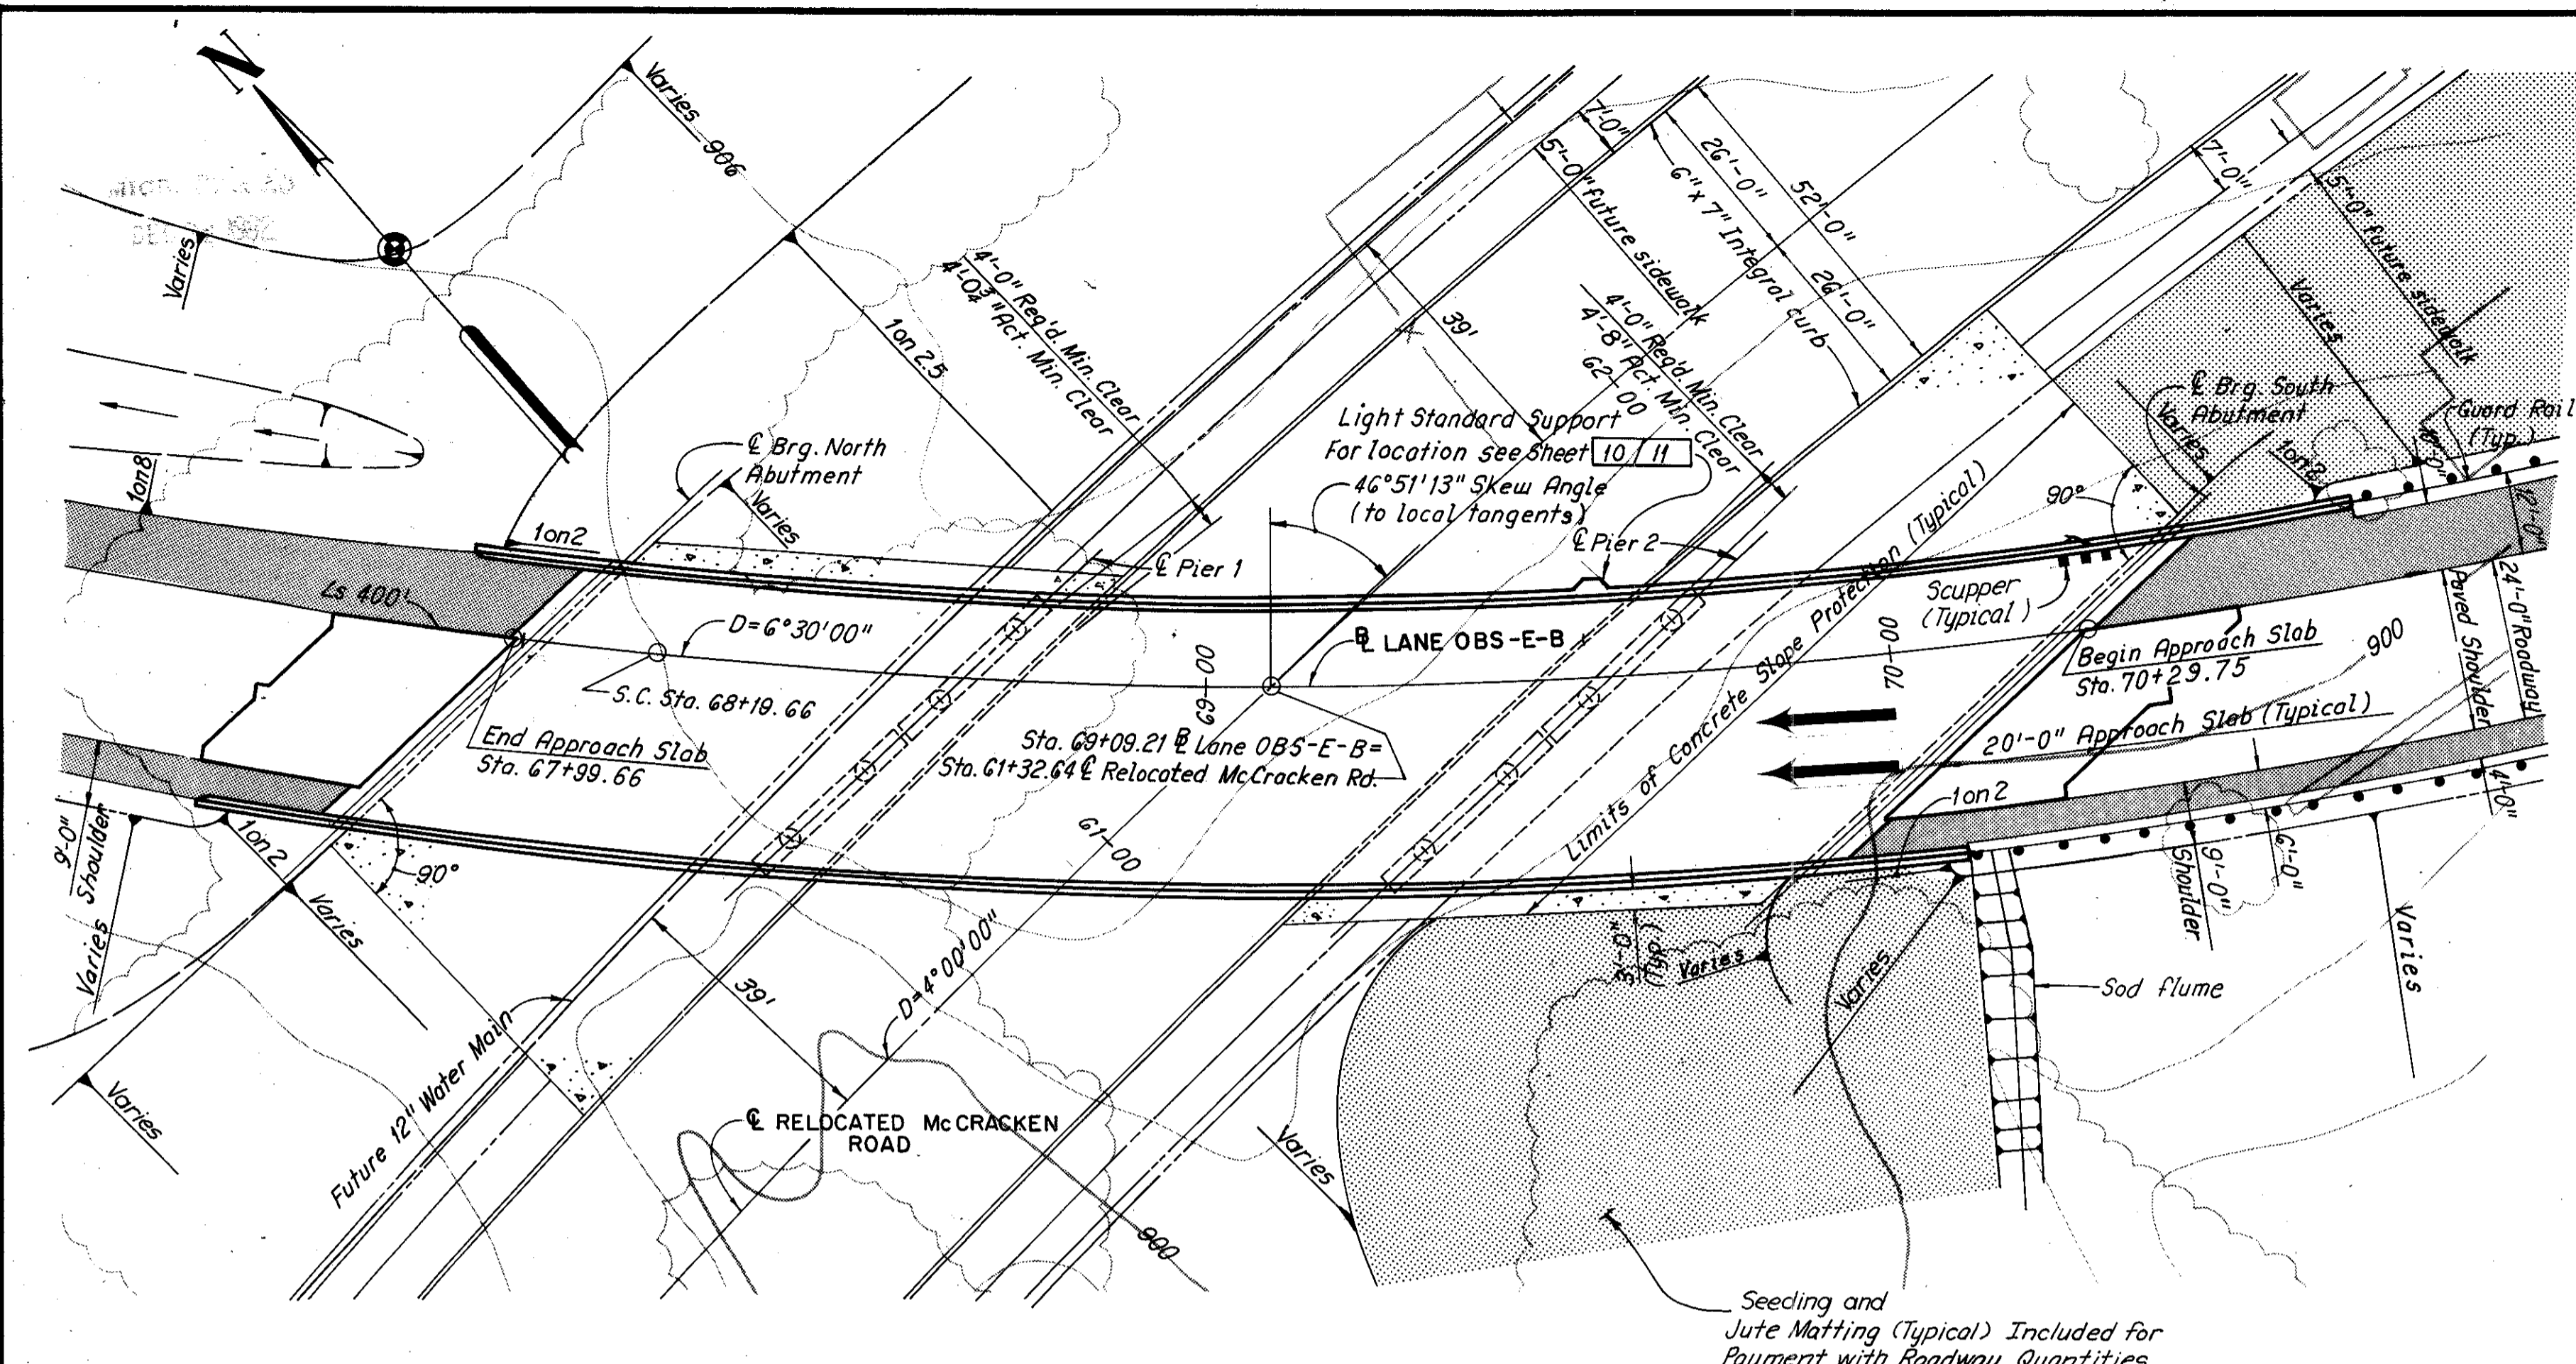 N
Varies
906
Varies
1 on 8
1 on 2.5
4'-0" Req'd. Min. Clear
4'-0¾" Act. Min. Clear
℄ Brg. North
Abutment
Varies
1 on 2
7'-0"
5'-0" future sidewalk
26'-0"
52'-0"
6" x 7" Integral curb
26'-0"
39'
4'-0" Req'd. Min. Clear
4'-8" Act. Min. Clear
62-00
Light Standard Support
For location see Sheet 10 / 11
46°51'13" Skew Angle
(to local tangents)
℄ Pier 1
℄ Pier 2
7'-0"
5'-0" future sidewalk
Varies
℄ Brg. South
Abutment
Varies
Guard Rail
(Typ.)
1 on 2
90°
12'-0"
24'-0" Roadway
Paved Shoulder
Scupper
(Typical)
Ls 400'
D=6°30'00"
S.C. Sta. 68+19.66
End Approach Slab
Sta. 67+99.66
69-00
℄ LANE OBS-E-B
Sta. 69+09.21 ℄ Lane OBS-E-B=
Sta. 61+32.64 ℄ Relocated McCracken Rd.
Limits of Concrete Slope Protection (Typical)
70-00
Begin Approach Slab
Sta. 70+29.75
900
20'-0" Approach Slab (Typical)
1 on 2
4'-0"
6'-0"
9'-0"
Shoulder
Varies
9'-0"
Shoulder
Varies
1 on 2
Varies
90°
61-00
39'
D=4°00'00"
3'-0"
(Typ.)
Varies
Varies
Sod flume
Varies
Future 12" Water Main
℄ RELOCATED McCRACKEN
ROAD
Varies
900
Seeding and
Jute Matting (Typical) Included for
Payment with Roadway Quantities